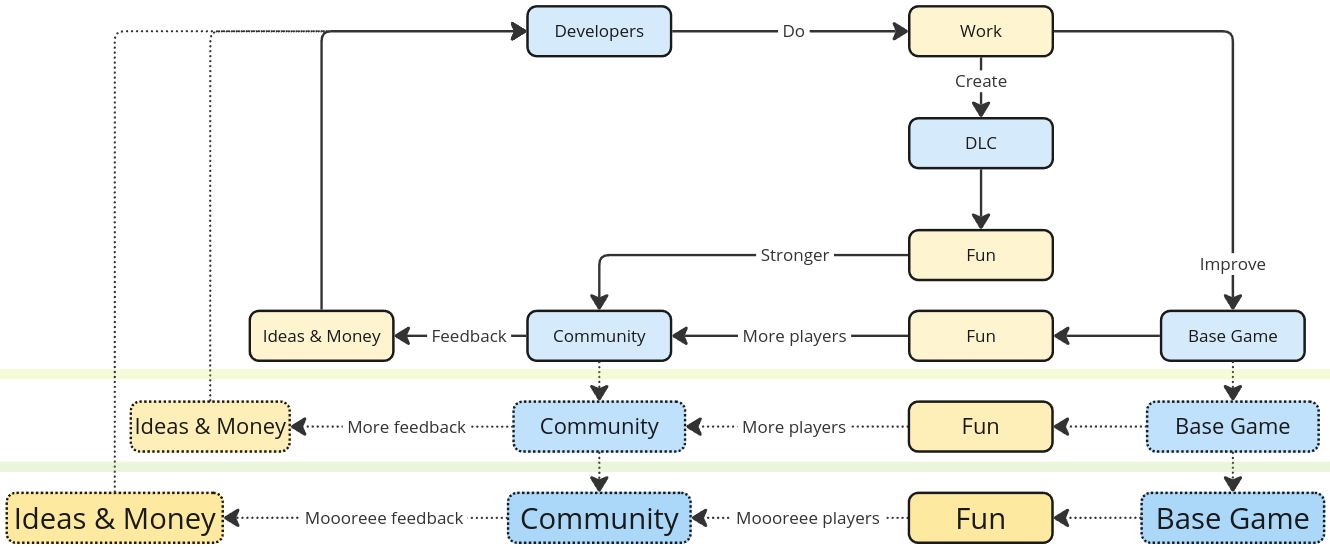 Developers
Do
Work
Create
DLC
Stronger
Fun
Improve
Ideas & Money
Feedback
Community
More players
Fun
Base Game
Ideas & Money
More feedback
Community
More players
Fun
Base Game
Ideas & Money
Moooreee feedback
Community
Moooreee players
Fun
Base Game